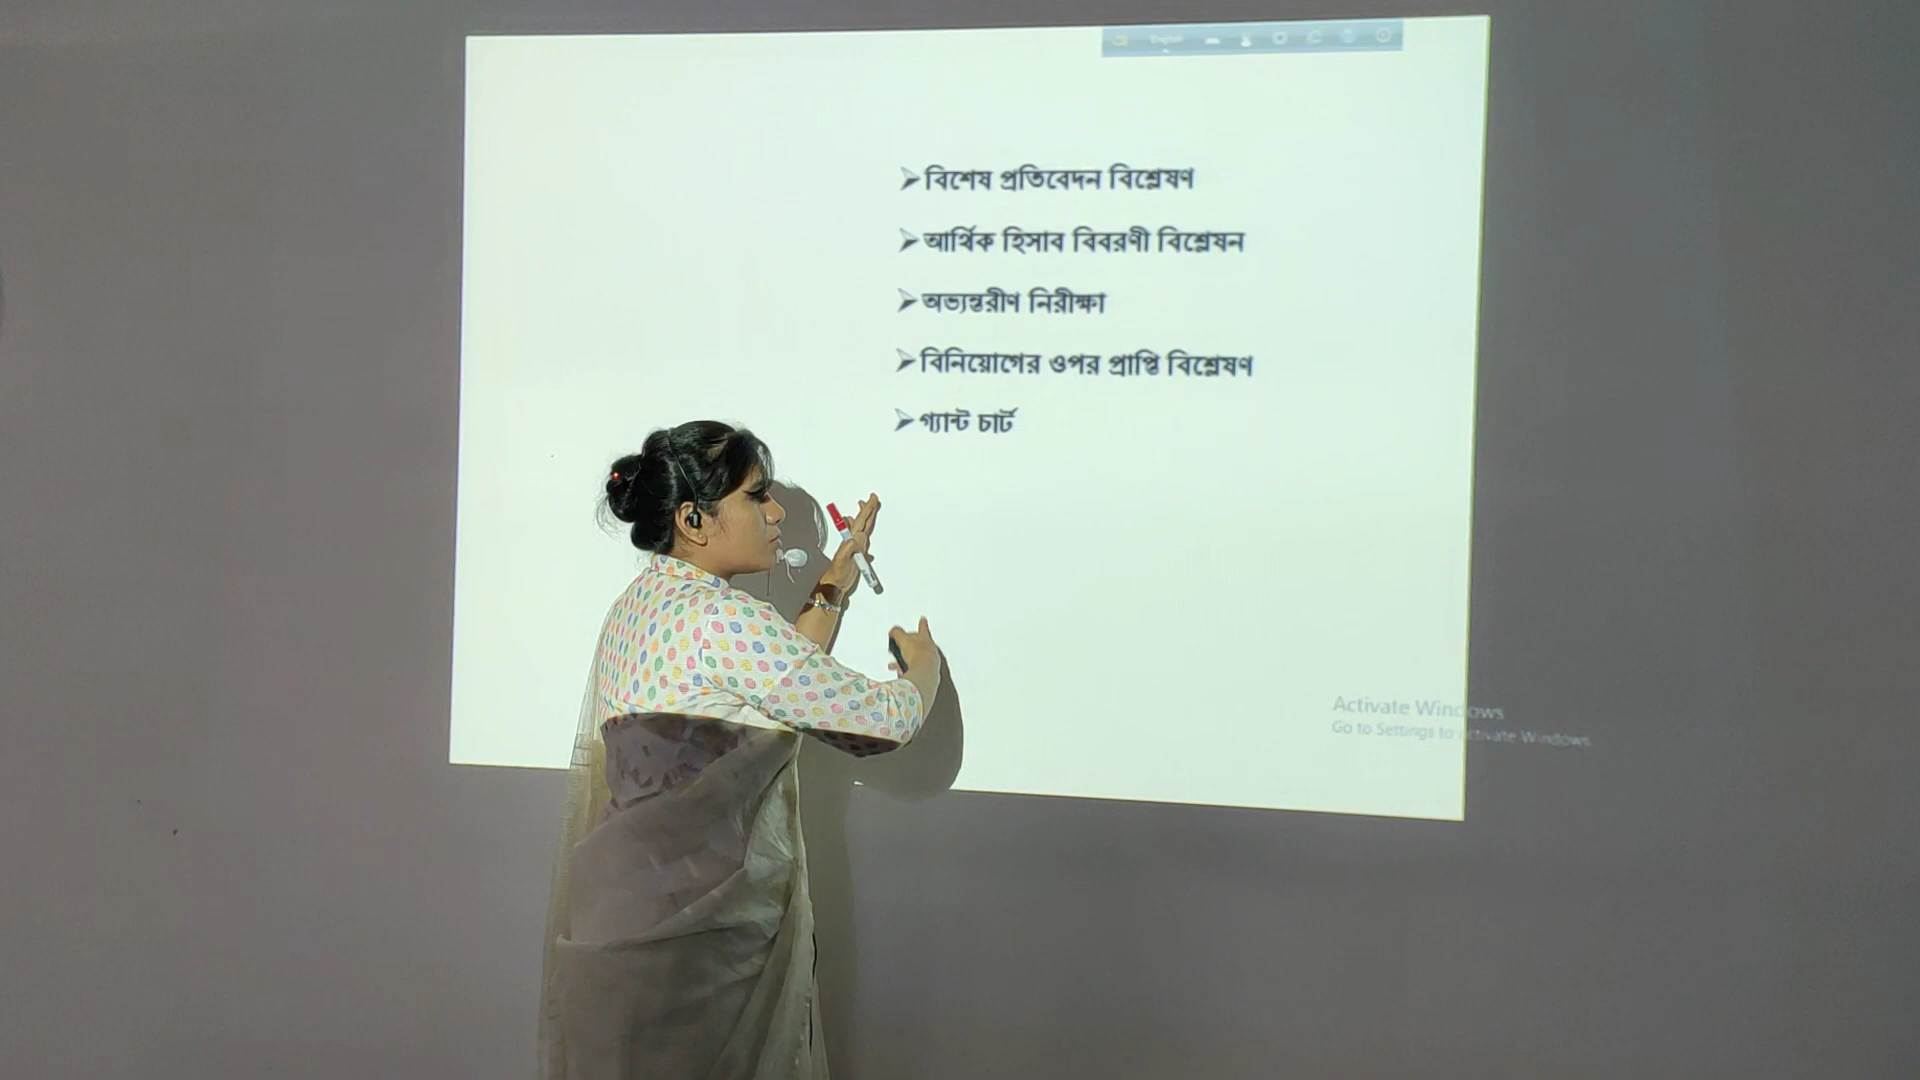 English
➢বিশেষ প্রতিবেদন বিশ্লেষণ
➢আর্থিক হিসাব বিবরণী বিশ্লেষন
➢অভ্যন্তরীণ নিরীক্ষা
➢বিনিয়োগের ওপর প্রাপ্তি বিশ্লেষণ
➢গ্যান্ট চার্ট
Activate Windows
Go to Settings to activate Windows.